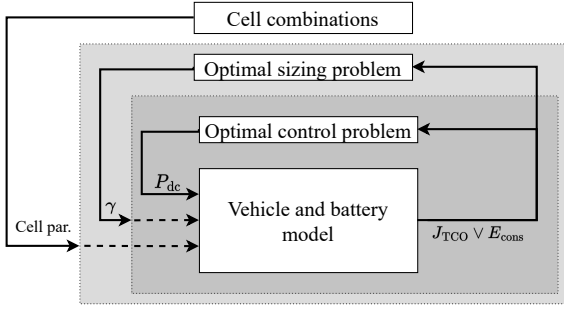 Cell combinations
Optimal sizing problem
Optimal control problem
P_dc
γ
Vehicle and battery
model
Cell par.
J_TCO ∨ E_cons